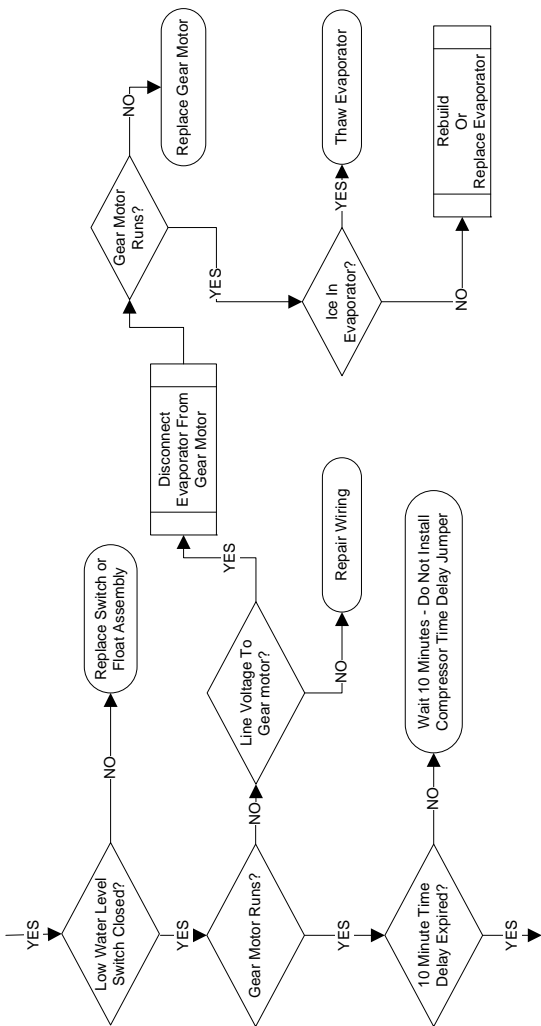 YES
Low Water Level
Switch Closed?
NO
Replace Switch or
Float Assembly
YES
Gear Motor Runs?
NO
Line Voltage To
Gear motor?
NO
Repair Wiring
YES
Disconnect
Evaporator From
Gear Motor
Gear Motor
Runs?
NO
Replace Gear Motor
YES
Ice In
Evaporator?
YES
Thaw Evaporator
NO
Rebuild
Or
Replace Evaporator
YES
10 Minute Time
Delay Expired?
NO
Wait 10 Minutes - Do Not Install
Compressor Time Delay Jumper
YES